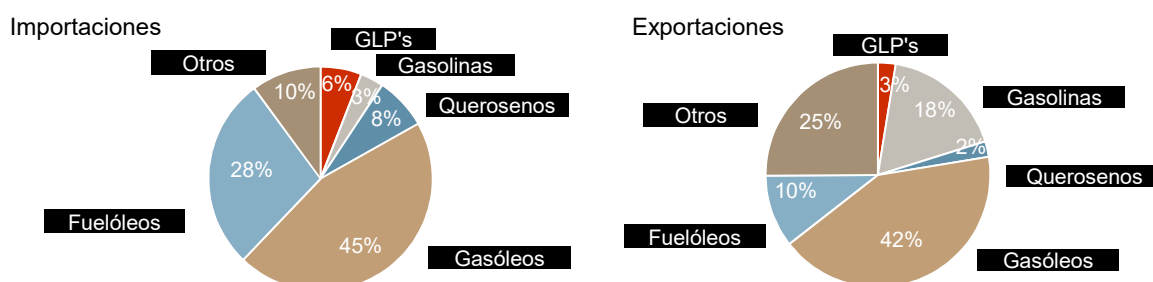 Importaciones
GLP's
Otros
Gasolinas
6%
10%
3%
Querosenos
8%
28%
Fuelóleos
45%
Gasóleos
Exportaciones
GLP's
3%
Gasolinas
18%
Otros
25%
2%
Querosenos
10%
Fuelóleos
42%
Gasóleos